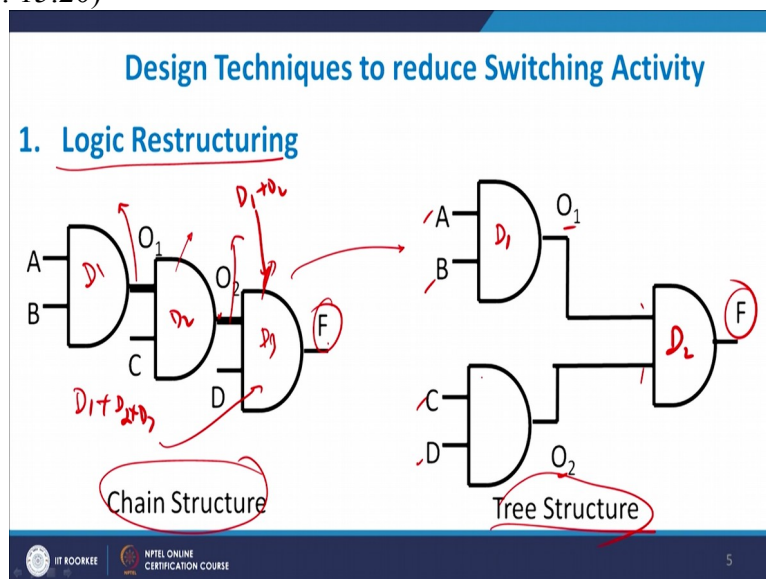 Design Techniques to reduce Switching Activity
1. Logic Restructuring
D1+D2
A
B
D1
O1
C
D2
O2
D
D3
F
D1+D2+D3
Chain Structure
A
B
D1
O1
C
D
O2
D2
F
Tree Structure
IIT ROORKEE
NPTEL ONLINE
CERTIFICATION COURSE
5